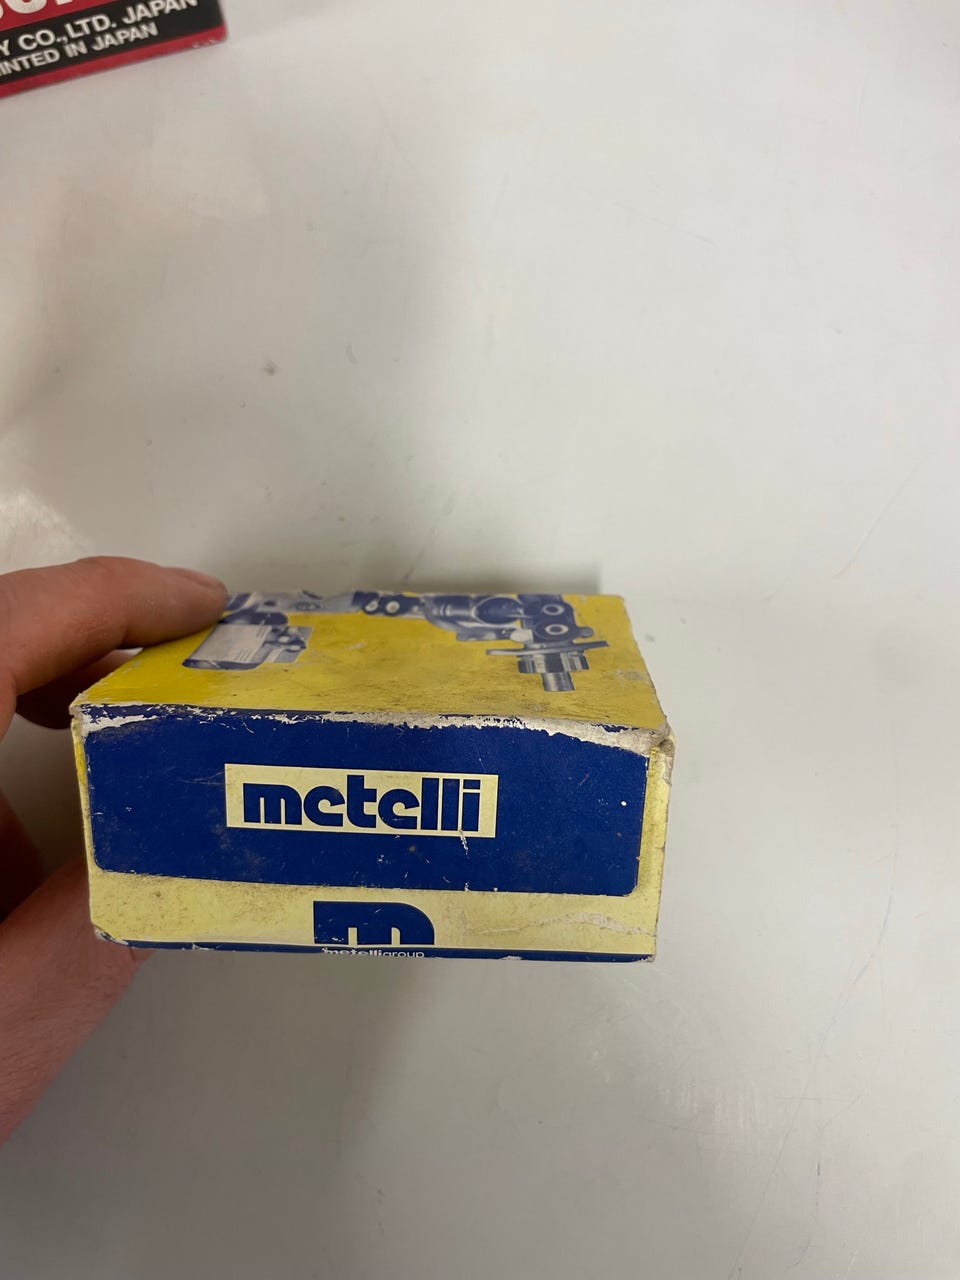 Y CO.,LTD. JAPAN
INTED IN JAPAN
metelli
m
metelligroup